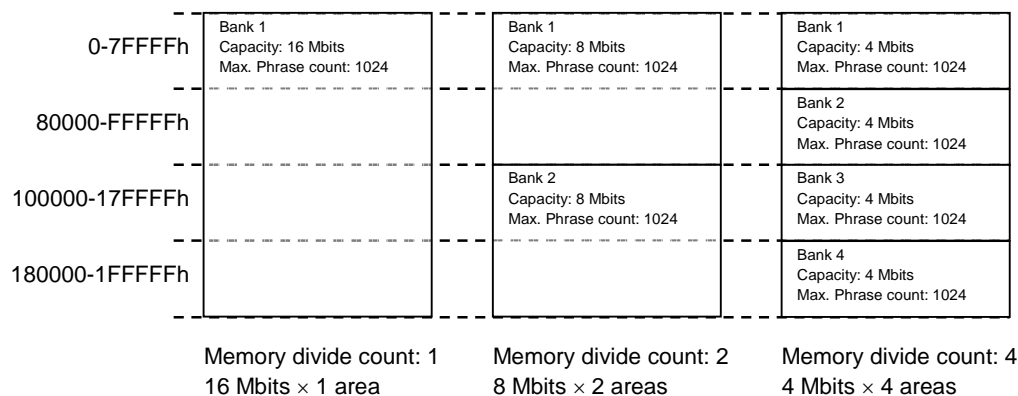 0-7FFFFh
Bank 1
Capacity: 16 Mbits
Max. Phrase count: 1024
Bank 1
Capacity: 8 Mbits
Max. Phrase count: 1024
Bank 1
Capacity: 4 Mbits
Max. Phrase count: 1024
80000-FFFFFh
Bank 2
Capacity: 4 Mbits
Max. Phrase count: 1024
100000-17FFFFh
Bank 2
Capacity: 8 Mbits
Max. Phrase count: 1024
Bank 3
Capacity: 4 Mbits
Max. Phrase count: 1024
180000-1FFFFFh
Bank 4
Capacity: 4 Mbits
Max. Phrase count: 1024
Memory divide count: 1
16 Mbits × 1 area
Memory divide count: 2
8 Mbits × 2 areas
Memory divide count: 4
4 Mbits × 4 areas